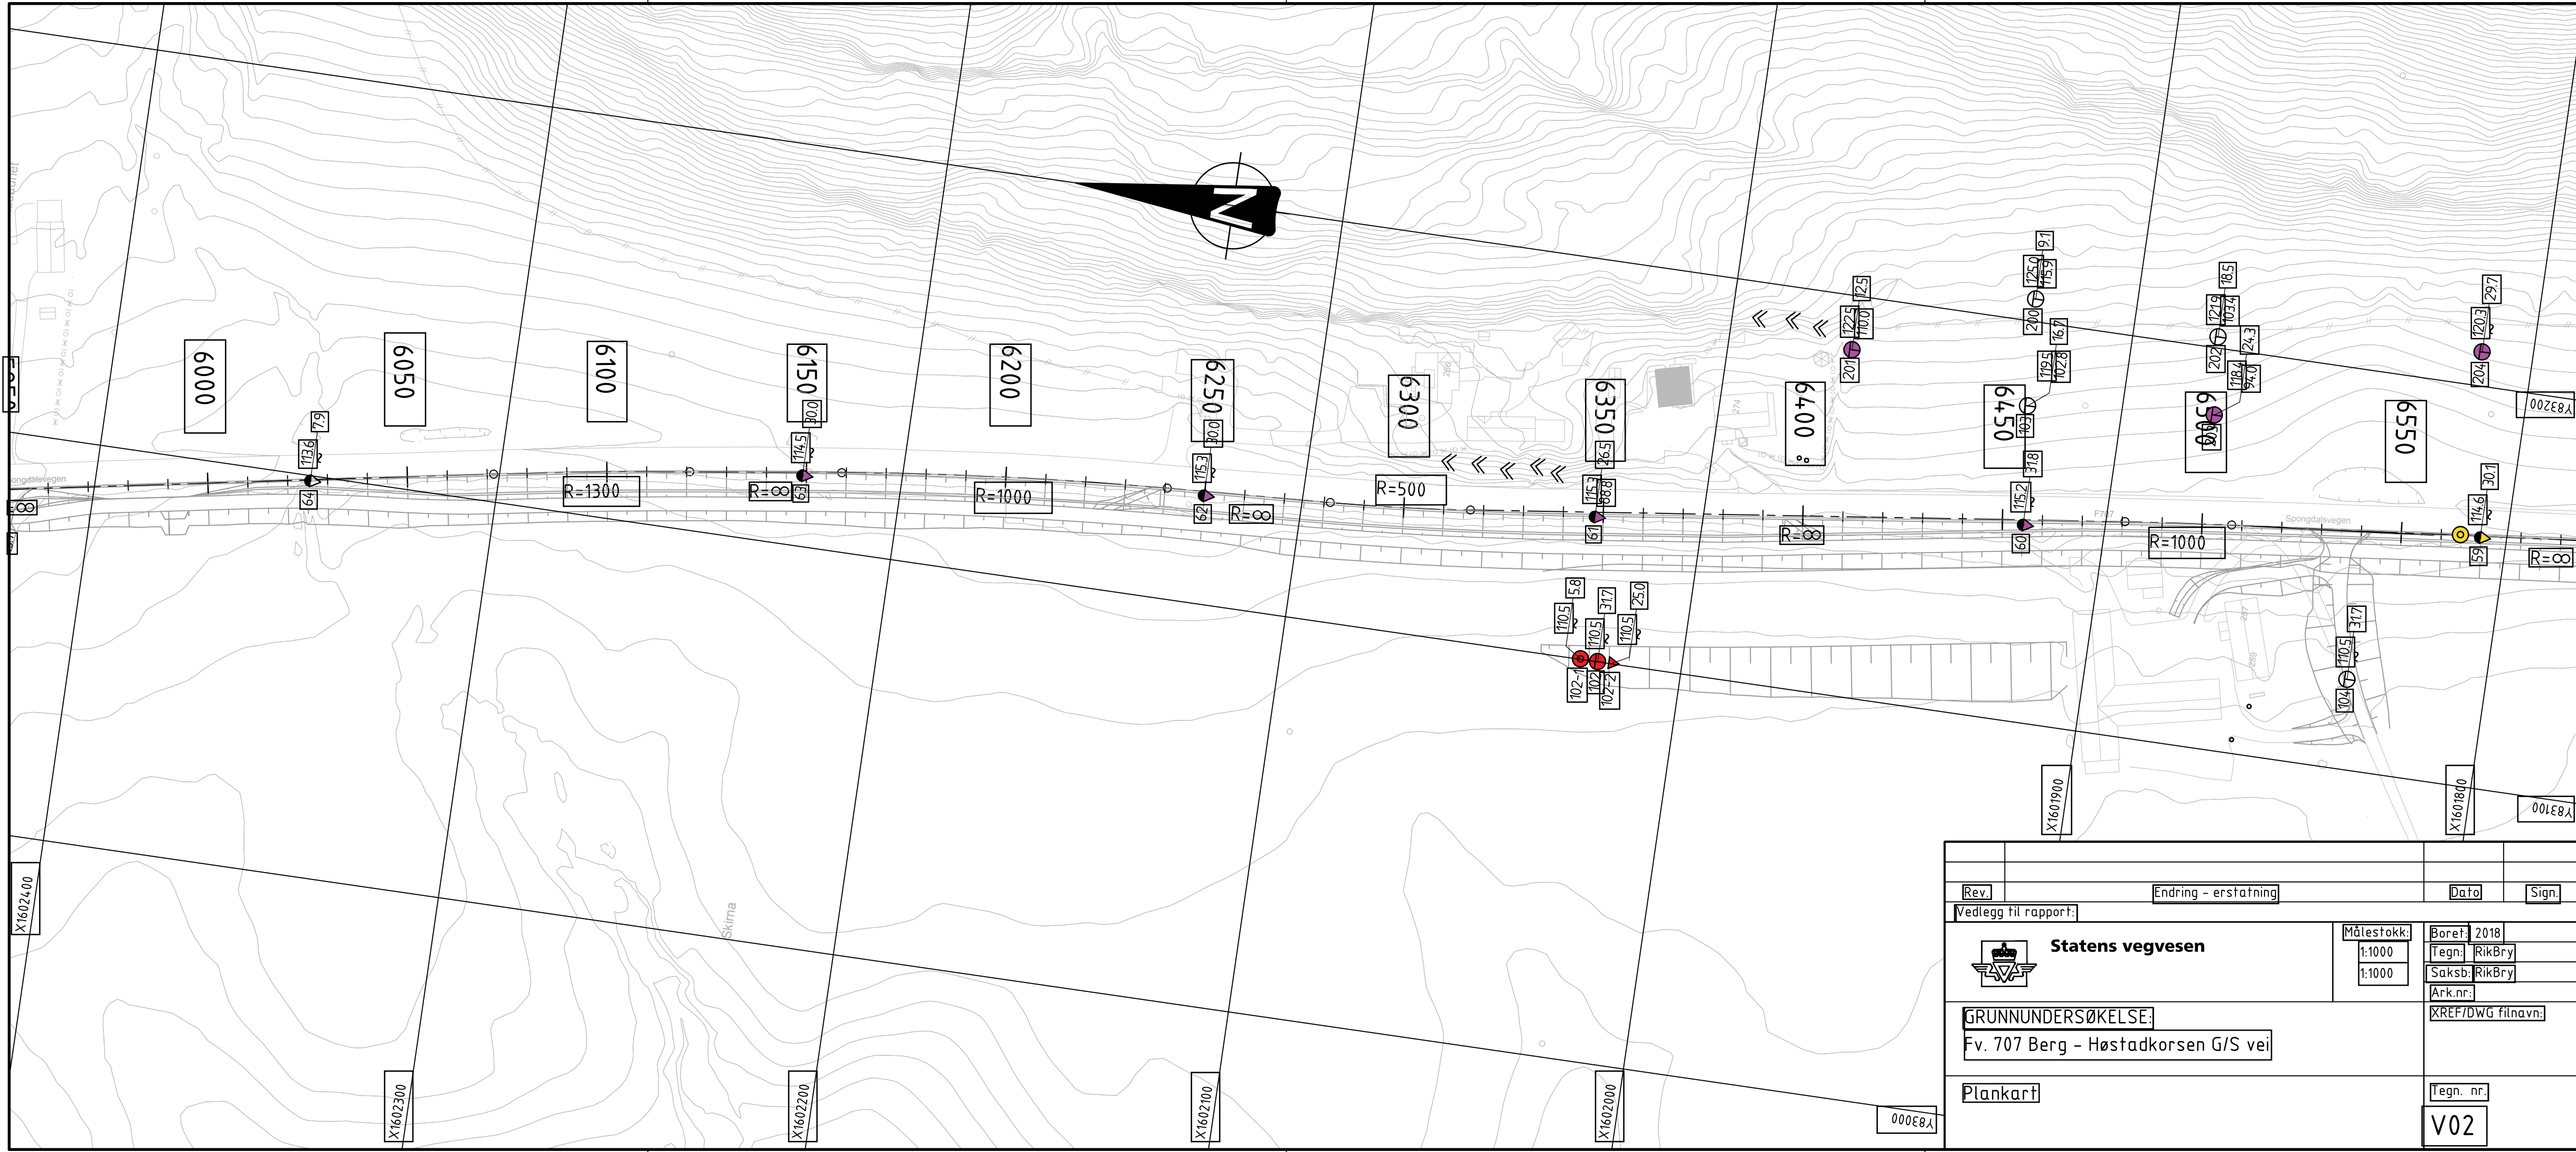 6000
6050
6100
6150
6200
6250
6300
6350
6400
6450
6550
N
7.9
113.6
64
30.0
114.5
63
30.0
115.3
62
26.5
115.3
88.8
61
12.5
122.5
110.0
201
9.1
125.0
115.9
200
16.7
119.5
102.8
103
31.8
115.2
60
18.5
121.9
103.4
202
24.3
118.4
94.0
29.7
120.3
204
30.1
114.6
59
R=∞
R=1300
R=∞
R=1000
R=∞
R=500
R=∞
R=1000
R=∞
Spongdalsvegen
5.8
110.5
102-1
31.7
110.5
102
25.0
110.5
102-2
31.7
110.5
104
266
274
287
289
Skirna
X1602400
X1602300
X1602200
X1602100
X1602000
X1601900
X1601800
Y83200
Y83100
Y83000
Rev. Endring - erstatning Dato Sign.
Vedlegg til rapport:
Statens vegvesen
Målestokk:
1:1000
1:1000
Boret: 2018
Tegn: RikBry
Saksb: RikBry
Ark.nr:
GRUNNUNDERSØKELSE:
Fv. 707 Berg - Høstadkorsen G/S vei
XREF/DWG filnavn:
Plankart
Tegn. nr.
V02